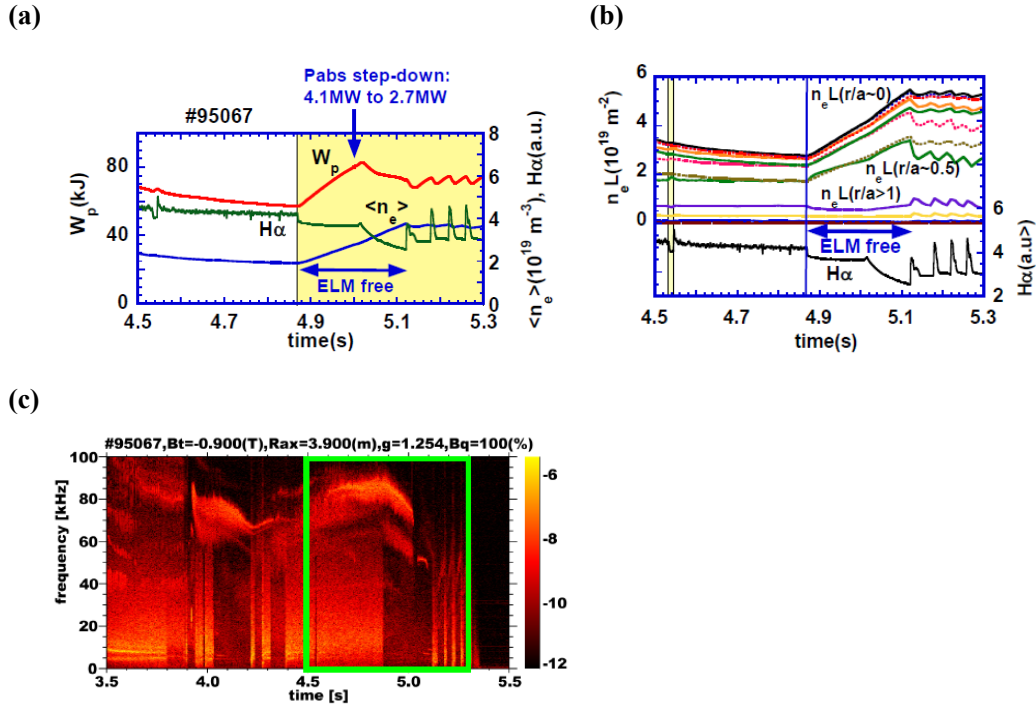 (a)
(b)
Pabs step-down:
4.1MW to 2.7MW
#95067
Wp
<ne>
Hα
ELM free
Wp(kJ)
80
60
40
20
0
8
6
4
2
0
<ne>(10^19 m^-3), Hα(a.u.)
4.5 4.7 4.9 5.1 5.3
time(s)
neL(r/a~0)
neL(r/a~0.5)
neL(r/a>1)
ELM free
Hα
neL(10^19 m^-2)
6
4
2
2
0
6
4
2
Hα(a.u>
4.5 4.7 4.9 5.1 5.3
time(s)
(c)
#95067,Bt=-0.900(T),Rax=3.900(m),g=1.254,Bq=100(%)
frequency [kHz]
100
80
60
40
20
0
-6
-8
-10
-12
3.5 4.0 4.5 5.0 5.5
time [s]